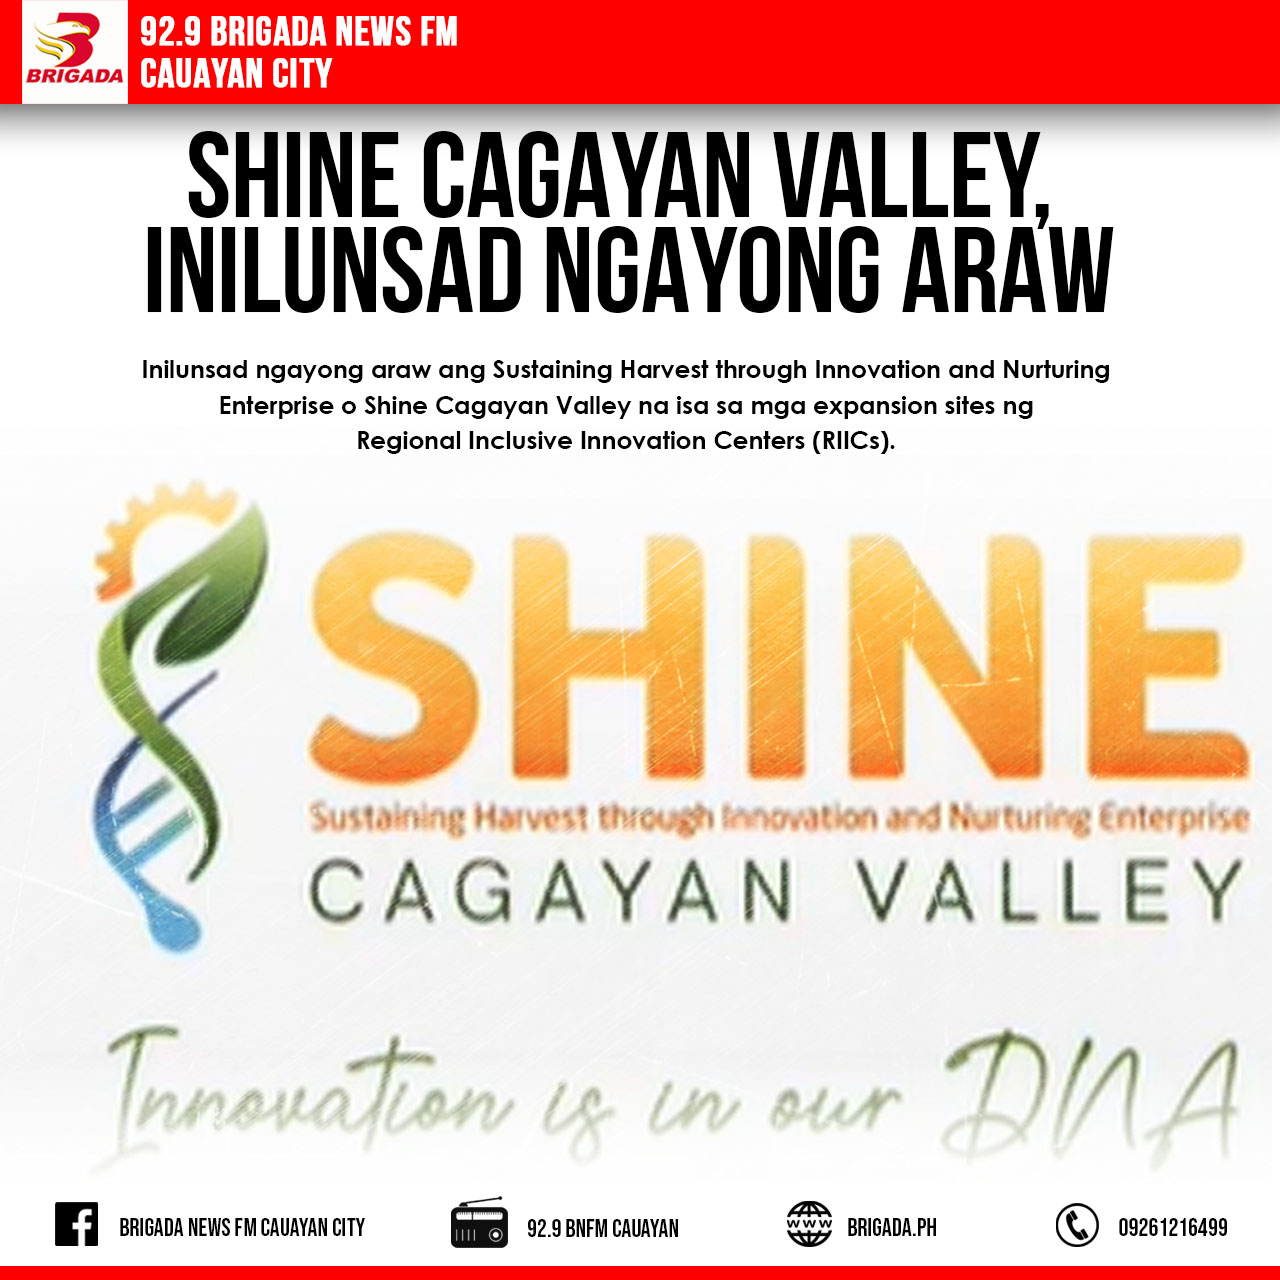 BRIGADA
92.9 BRIGADA NEWS FM
CAUAYAN CITY
SHINE CAGAYAN VALLEY,
INILUNSAD NGAYONG ARAW
Inilunsad ngayong araw ang Sustaining Harvest through Innovation and Nurturing
Enterprise o Shine Cagayan Valley na isa sa mga expansion sites ng
Regional Inclusive Innovation Centers (RIICs).
SHINE
Sustaining Harvest through Innovation and Nurturing Enterprise
CAGAYAN VALLEY
Innovation is in our DNA
BRIGADA NEWS FM CAUAYAN CITY
92.9 BNFM CAUAYAN
WWW
BRIGADA.PH
09261216499